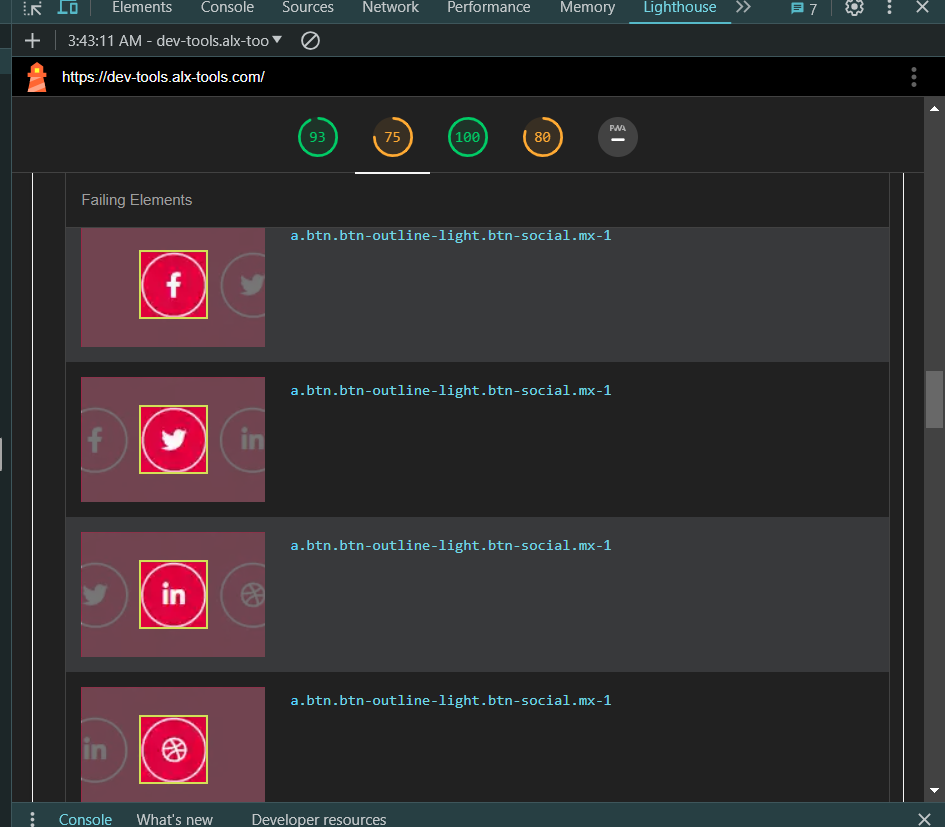 Elements Console Sources Network Performance Memory Lighthouse 7
3:43:11 AM - dev-tools.alx-too
https://dev-tools.alx-tools.com/
93 75 100 80 PWA
Failing Elements
a.btn.btn-outline-light.btn-social.mx-1
f
a.btn.btn-outline-light.btn-social.mx-1
f in
a.btn.btn-outline-light.btn-social.mx-1
in
a.btn.btn-outline-light.btn-social.mx-1
in
Console What's new Developer resources